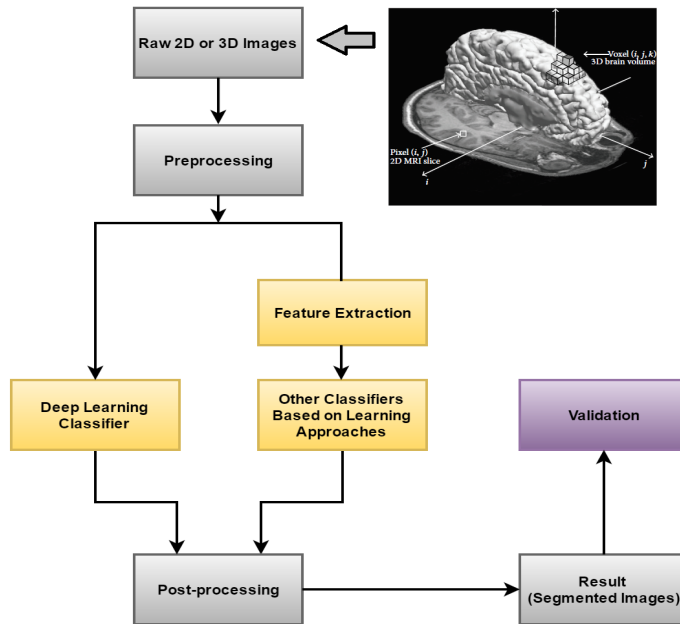 Raw 2D or 3D Images
Voxel (i, j, k)
3D brain volume
Preprocessing
Pixel (i, j)
2D MRI slice
i
j
Feature Extraction
Deep Learning
Classifier
Other Classifiers
Based on Learning
Approaches
Validation
Post-processing
Result
(Segmented Images)